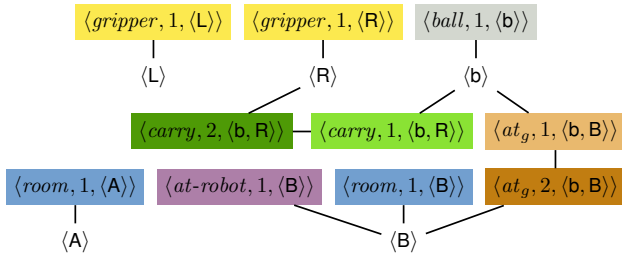 ⟨gripper, 1, ⟨L⟩⟩ ⟨gripper, 1, ⟨R⟩⟩ ⟨ball, 1, ⟨b⟩⟩
⟨L⟩ ⟨R⟩ ⟨b⟩
⟨carry, 2, ⟨b, R⟩⟩ ⟨carry, 1, ⟨b, R⟩⟩ ⟨at_g, 1, ⟨b, B⟩⟩
⟨room, 1, ⟨A⟩⟩ ⟨at-robot, 1, ⟨B⟩⟩ ⟨room, 1, ⟨B⟩⟩ ⟨at_g, 2, ⟨b, B⟩⟩
⟨A⟩ ⟨B⟩